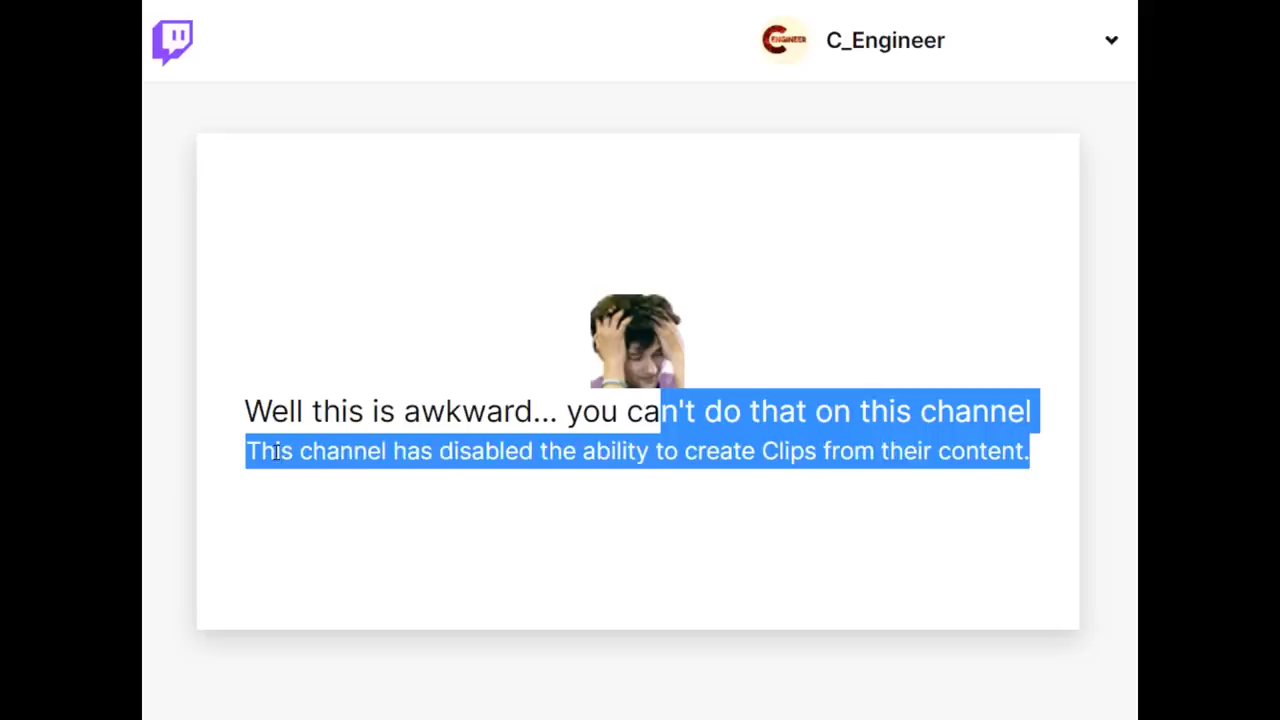 C ENGINEER
C_Engineer
Well this is awkward... you can't do that on this channel
This channel has disabled the ability to create Clips from their content.